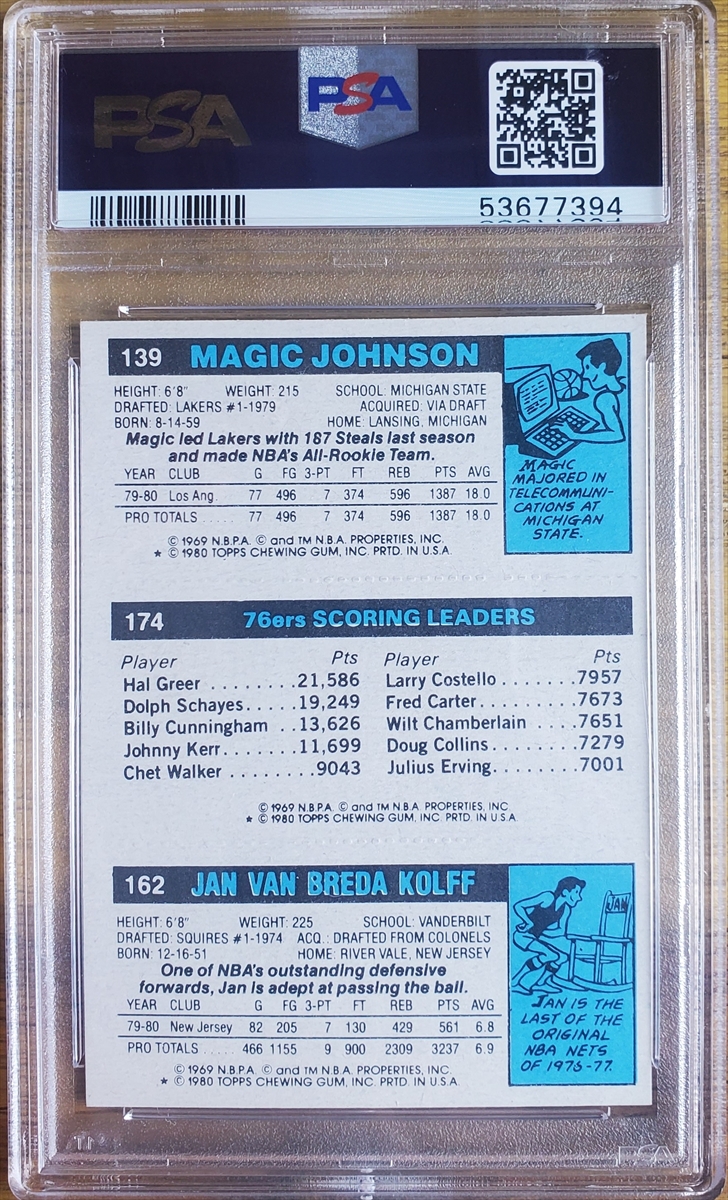 PSA PSA
53677394
139 MAGIC JOHNSON
HEIGHT: 6'8" WEIGHT: 215 SCHOOL: MICHIGAN STATE
DRAFTED: LAKERS #1-1979 ACQUIRED: VIA DRAFT
BORN: 8-14-59 HOME: LANSING, MICHIGAN
Magic led Lakers with 187 Steals last season
and made NBA's All-Rookie Team.
YEAR CLUB G FG 3-PT FT REB PTS AVG
79-80 Los Ang. 77 496 7 374 596 1387 18.0
PRO TOTALS ..... 77 496 7 374 596 1387 18.0
© 1969 N.B.P.A. © and TM N.B.A. PROPERTIES, INC.
★ © 1980 TOPPS CHEWING GUM, INC. PRTD. IN U.S.A.
MAGIC
MAJORED IN
TELECOMMUNI-
CATIONS AT
MICHIGAN
STATE.
174 76ers SCORING LEADERS
Player Pts Player Pts
Hal Greer ........21,586 Larry Costello .......7957
Dolph Schayes.....19,249 Fred Carter.........7673
Billy Cunningham ..13,626 Wilt Chamberlain ....7651
Johnny Kerr.......11,699 Doug Collins........7279
Chet Walker ........9043 Julius Erving........7001
© 1969 N.B.P.A. © and TM N.B.A. PROPERTIES, INC
★ © 1980 TOPPS CHEWING GUM, INC. PRTD. IN U.S.A.
162 JAN VAN BREDA KOLFF
HEIGHT: 6'8" WEIGHT: 225 SCHOOL: VANDERBILT
DRAFTED: SQUIRES #1-1974 ACQ.: DRAFTED FROM COLONELS
BORN: 12-16-51 HOME: RIVER VALE, NEW JERSEY
One of NBA's outstanding defensive
forwards, Jan is adept at passing the ball.
YEAR CLUB G FG 3-PT FT REB PTS AVG
79-80 New Jersey 82 205 7 130 429 561 6.8
PRO TOTALS ..... 466 1155 9 900 2309 3237 6.9
© 1969 N.B.P.A. © and TM N.B.A. PROPERTIES, INC.
★ © 1980 TOPPS CHEWING GUM, INC. PRTD. IN U.S.A.
JAN
JAN IS THE
LAST OF THE
ORIGINAL
NBA NETS
OF 1976-77.
PSA